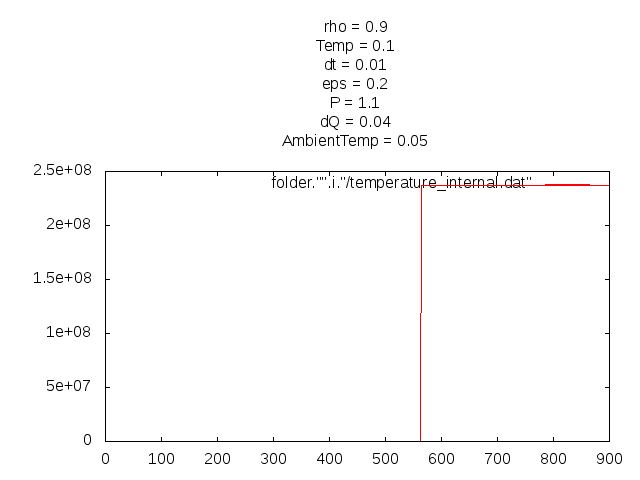 rho = 0.9
Temp = 0.1
dt = 0.01
eps = 0.2
P = 1.1
dQ = 0.04
AmbientTemp = 0.05
2.5e+08
folder."".i."/temperature_internal.dat"
2e+08
1.5e+08
1e+08
5e+07
0
0 100 200 300 400 500 600 700 800 900